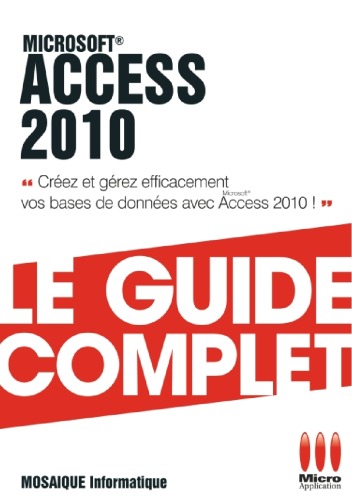 MICROSOFT®
ACCESS
2010
❝ Créez et gérez efficacement
vos bases de données avec Microsoft® Access 2010 ! ❞
LE GUIDE
COMPLET
MOSAIQUE Informatique
Micro
Application